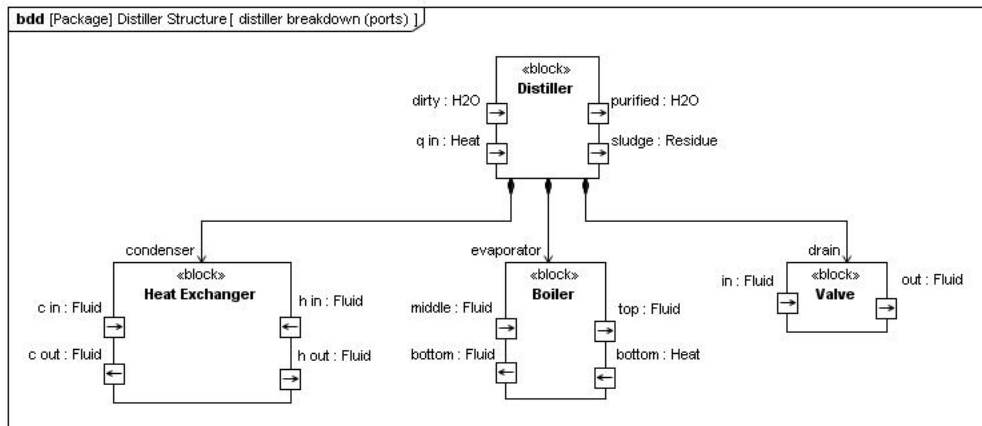 bdd [Package] Distiller Structure [ distiller breakdown (ports) ]
«block»
Distiller
dirty : H2O
purified : H2O
q in : Heat
sludge : Residue
condenser
evaporator
drain
«block»
Heat Exchanger
c in : Fluid
h in : Fluid
c out : Fluid
h out : Fluid
«block»
Boiler
middle : Fluid
top : Fluid
bottom : Fluid
bottom : Heat
«block»
Valve
in : Fluid
out : Fluid